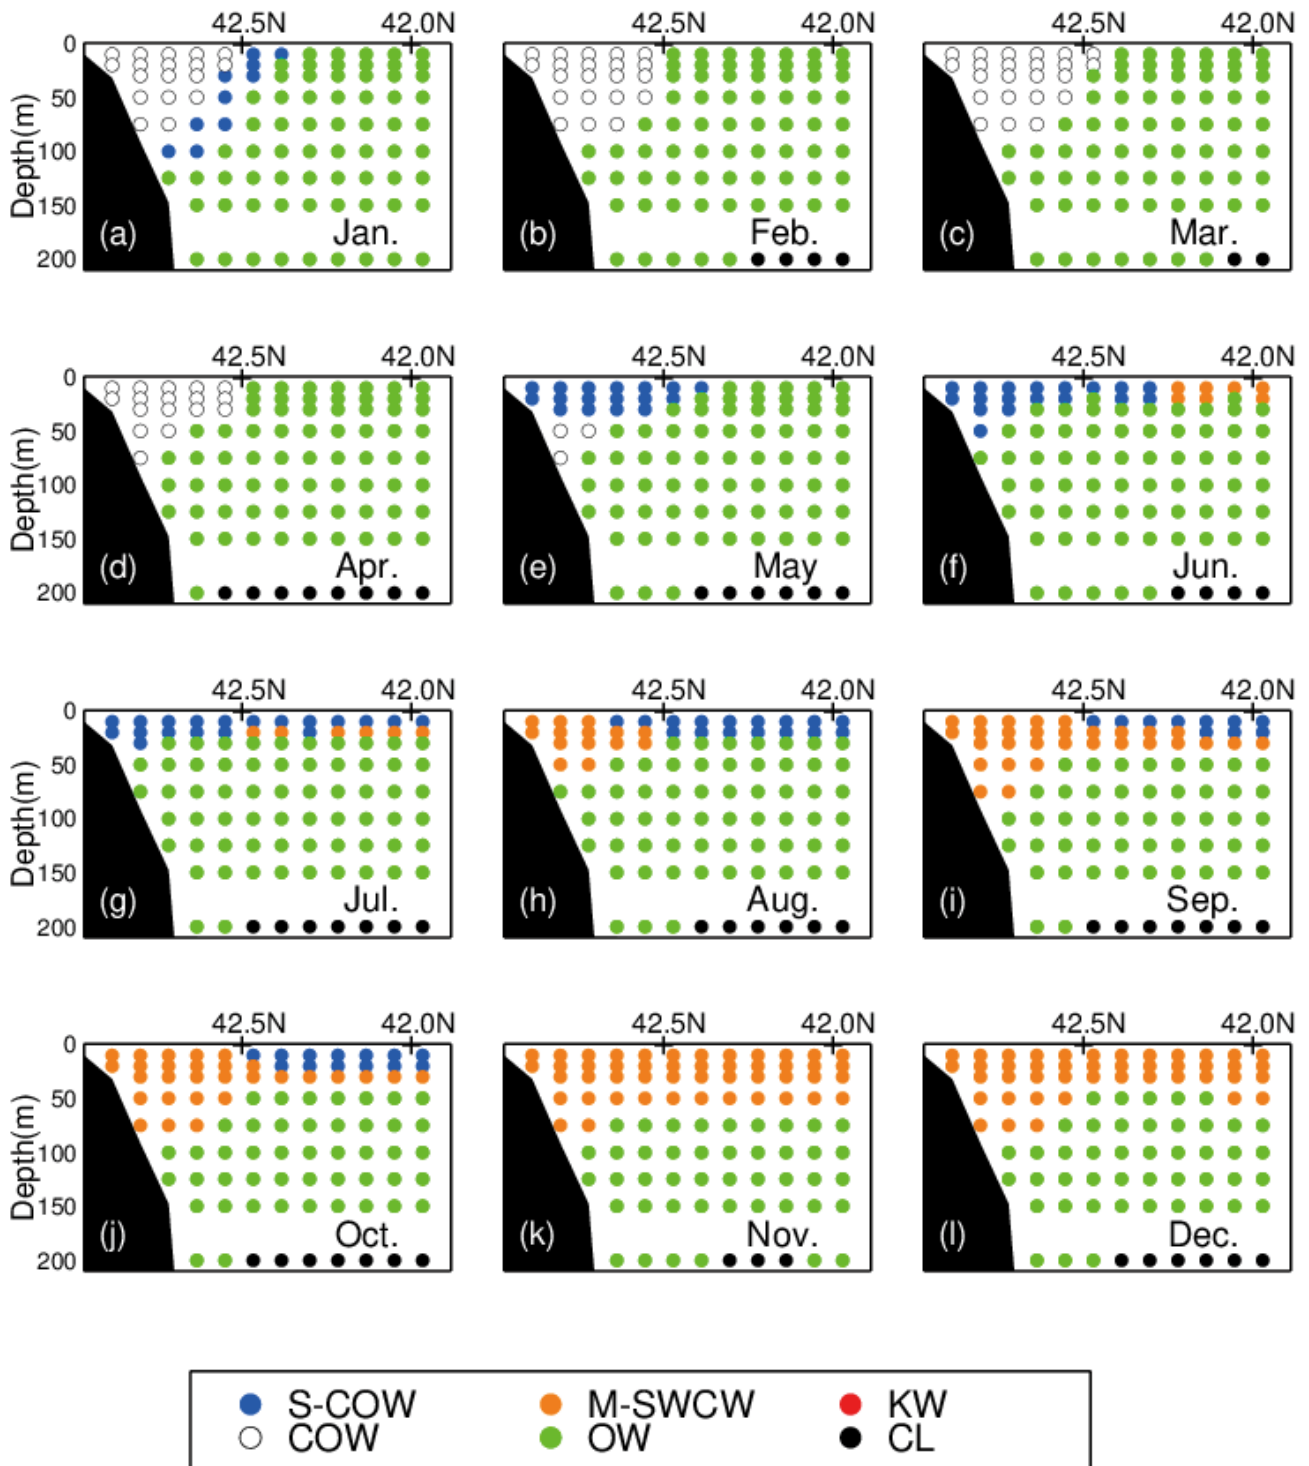 42.5N 42.0N 42.5N 42.0N 42.5N 42.0N
0
50
100
150
200
Depth(m)
(a) Jan. (b) Feb. (c) Mar.
42.5N 42.0N 42.5N 42.0N 42.5N 42.0N
0
50
100
150
200
Depth(m)
(d) Apr. (e) May (f) Jun.
42.5N 42.0N 42.5N 42.0N 42.5N 42.0N
0
50
100
150
200
Depth(m)
(g) Jul. (h) Aug. (i) Sep.
42.5N 42.0N 42.5N 42.0N 42.5N 42.0N
0
50
100
150
200
Depth(m)
(j) Oct. (k) Nov. (l) Dec.
S-COW M-SWCW KW
COW OW CL